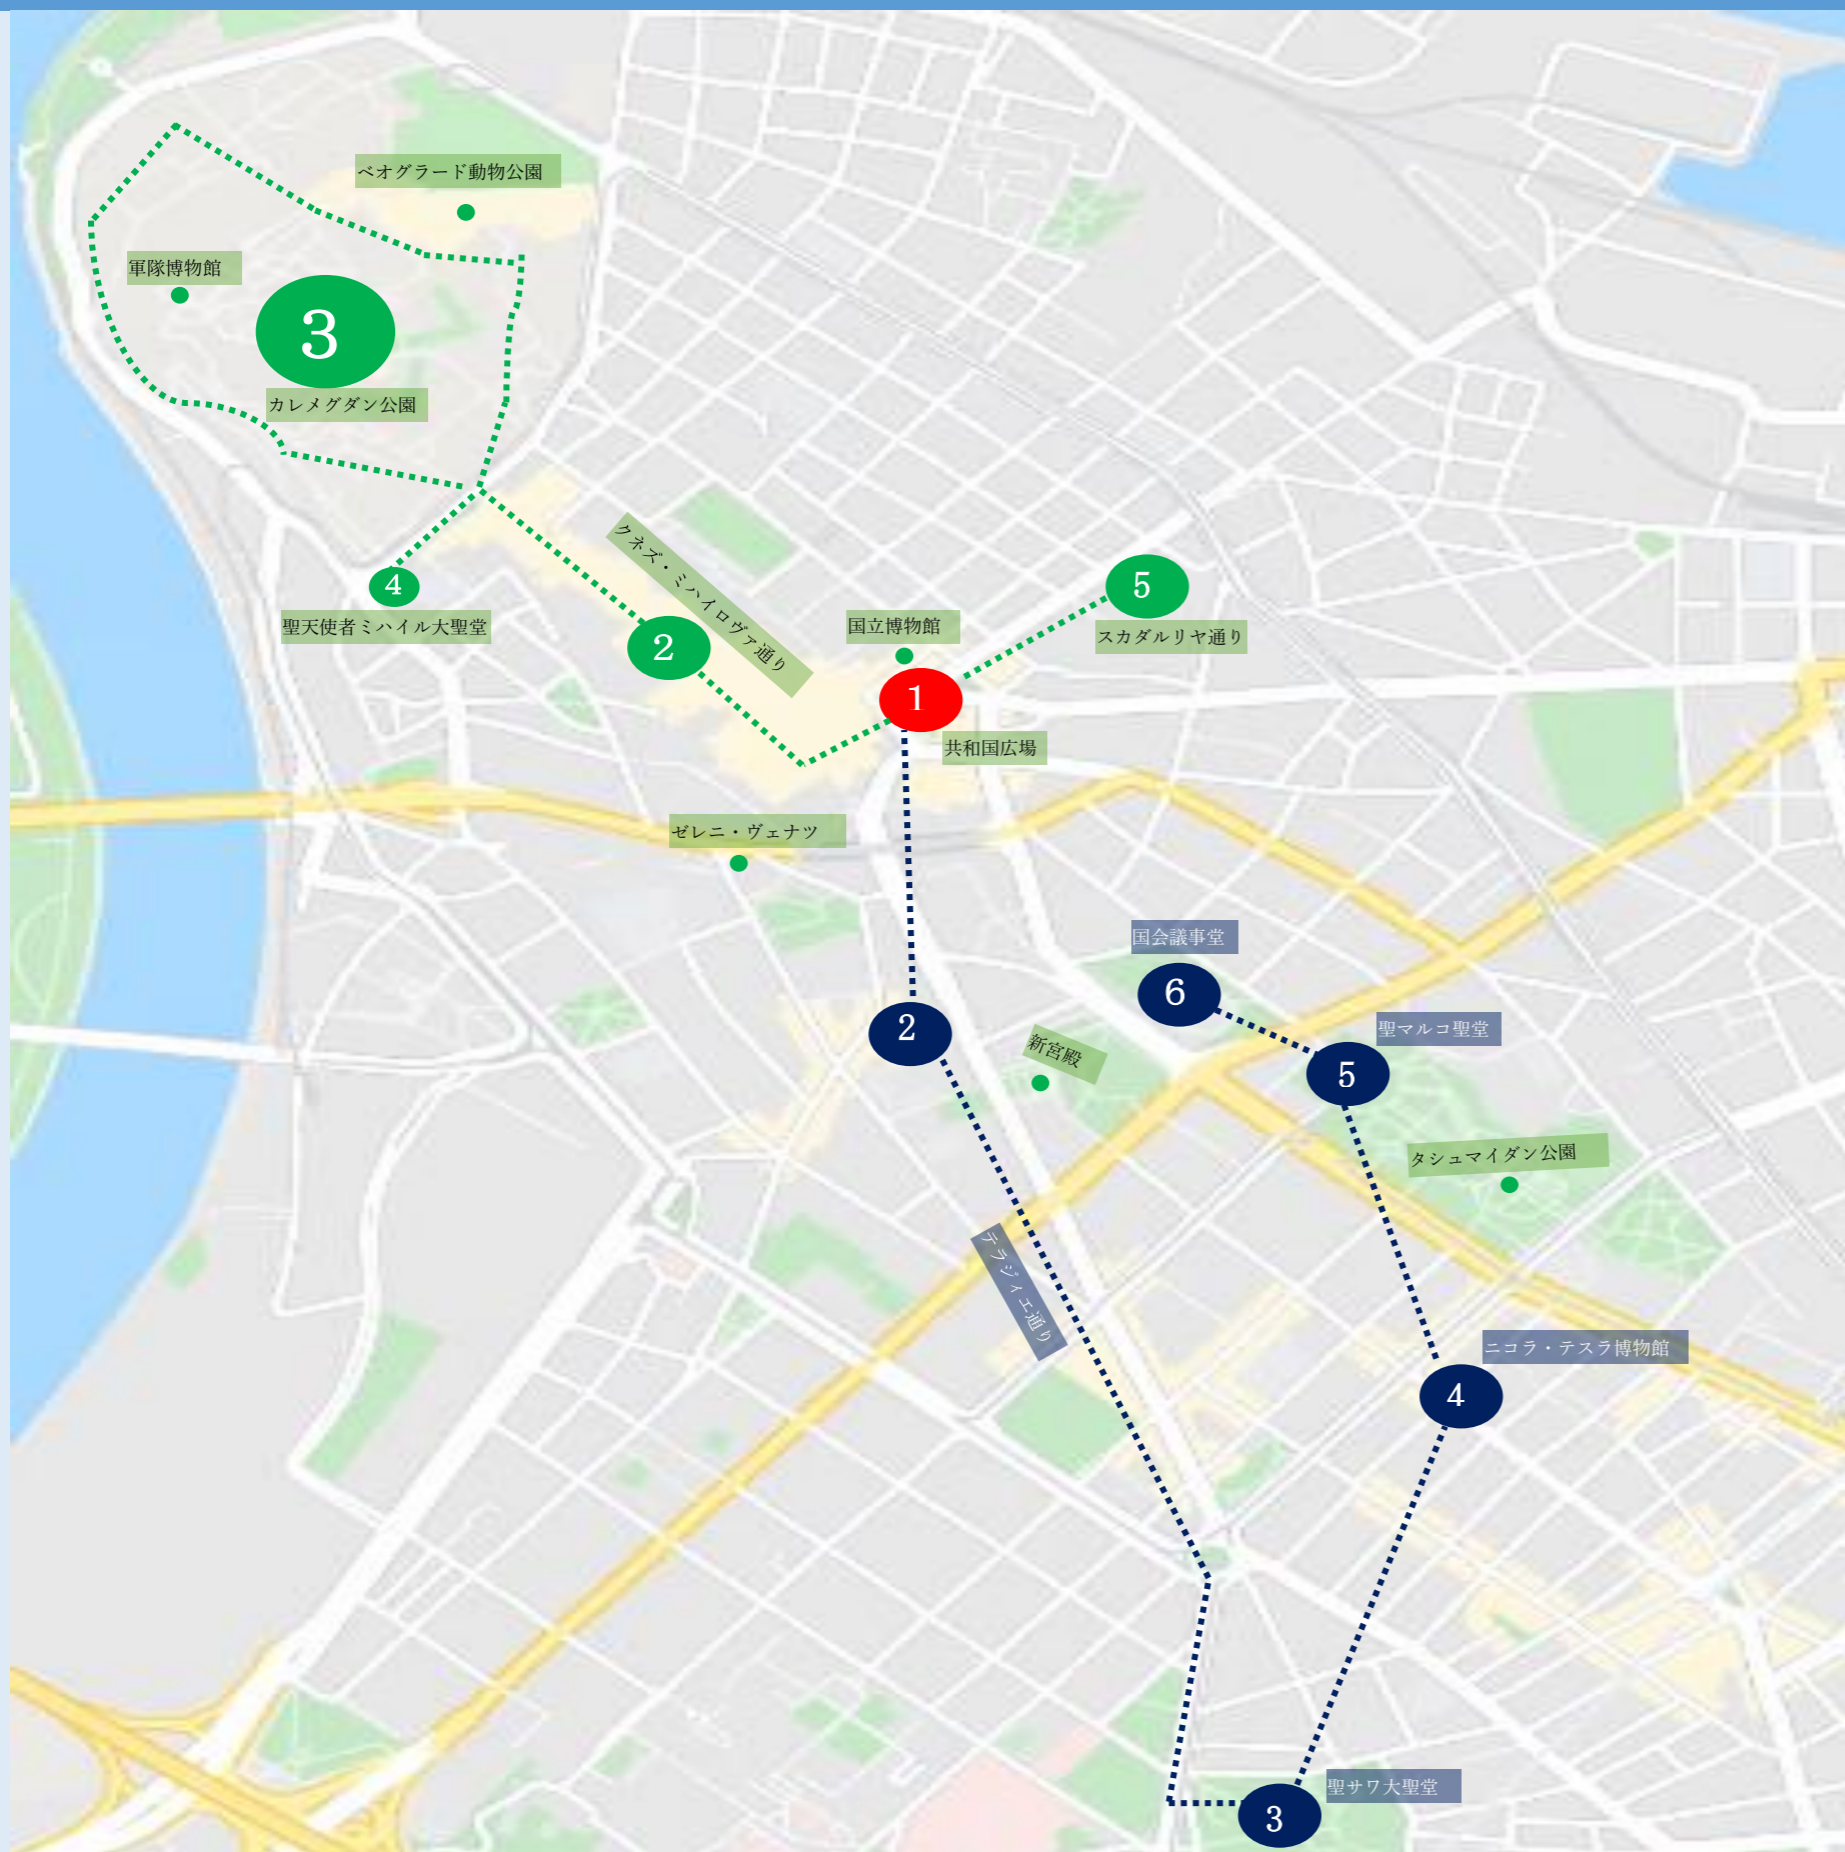 ベオグラード動物公園
軍隊博物館
3
カレメグダン公園
クネズ・ミハイロヴァ通り
4
聖天使者ミハイル大聖堂
2
国立博物館
5
スカダルリヤ通り
1
共和国広場
ゼレニ・ヴェナツ
国会議事堂
6
2
新宮殿
聖マルコ聖堂
5
タシュマイダン公園
テラジィエ通り
ニコラ・テスラ博物館
4
聖サワ大聖堂
3